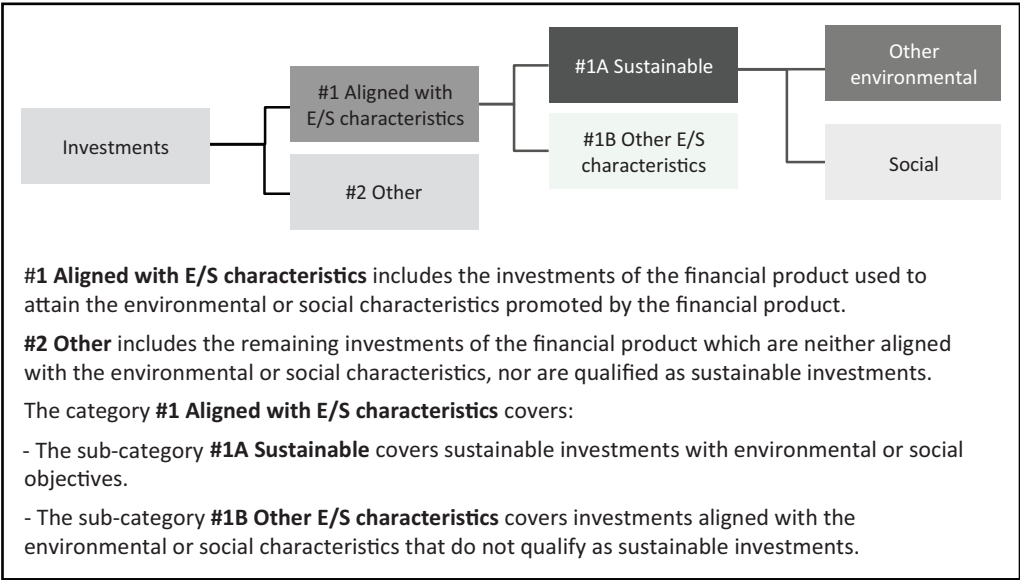 Investments
#1 Aligned with
E/S characteristics
#2 Other
#1A Sustainable
#1B Other E/S
characteristics
Other
environmental
Social
#1 Aligned with E/S characteristics includes the investments of the financial product used to
attain the environmental or social characteristics promoted by the financial product.
#2 Other includes the remaining investments of the financial product which are neither aligned
with the environmental or social characteristics, nor are qualified as sustainable investments.
The category #1 Aligned with E/S characteristics covers:
- The sub-category #1A Sustainable covers sustainable investments with environmental or social
objectives.
- The sub-category #1B Other E/S characteristics covers investments aligned with the
environmental or social characteristics that do not qualify as sustainable investments.